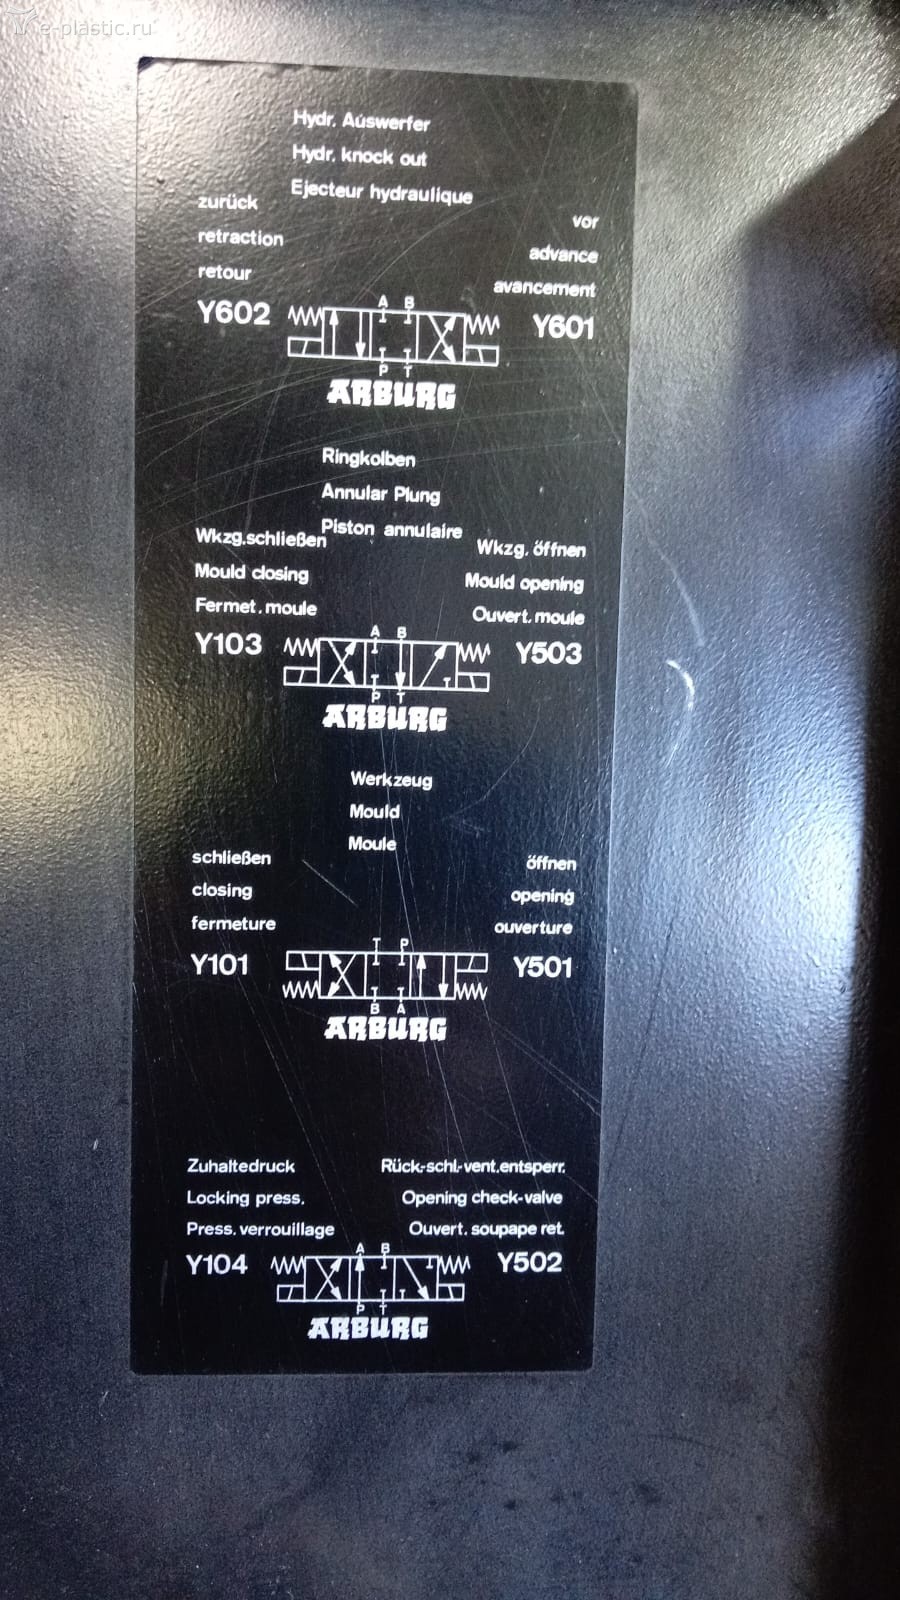 e-plastic.ru
Hydr. Auswerfer
Hydr. knock out
Ejecteur hydraulique
zurück
retraction
retour
vor
advance
avancement
Y602
A B
Y601
P T
ARBURG
Ringkolben
Annular Plung
Piston annulaire
Wkzg.schließen
Mould closing
Fermet. moule
Wkzg. öffnen
Mould opening
Ouvert. moule
Y103
A B
Y503
P T
ARBURG
Werkzeug
Mould
Moule
schließen
closing
fermeture
öffnen
opening
ouverture
Y101
T P
Y501
B A
ARBURG
Zuhaltedruck
Locking press.
Press. verrouillage
Rück-schl.-vent.entsperr.
Opening check-valve
Ouvert. soupape ret.
Y104
A B
Y502
P T
ARBURG